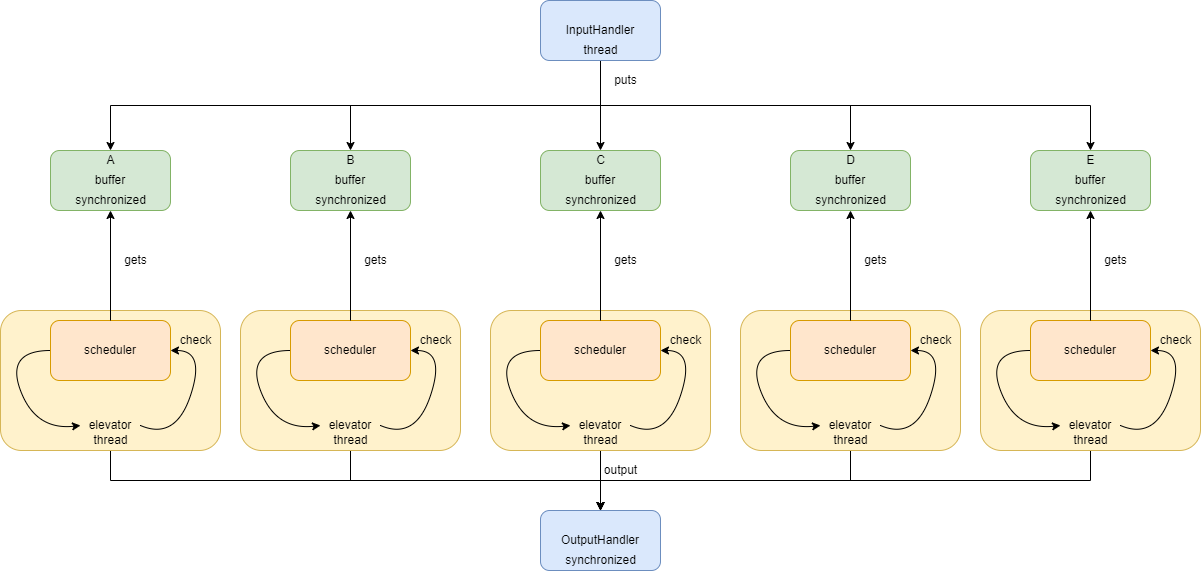 InputHandler
thread
puts
A
buffer
synchronized
B
buffer
synchronized
C
buffer
synchronized
D
buffer
synchronized
E
buffer
synchronized
gets
gets
gets
gets
gets
scheduler
check
scheduler
check
scheduler
check
scheduler
check
scheduler
check
elevator
thread
elevator
thread
elevator
thread
elevator
thread
elevator
thread
output
OutputHandler
synchronized